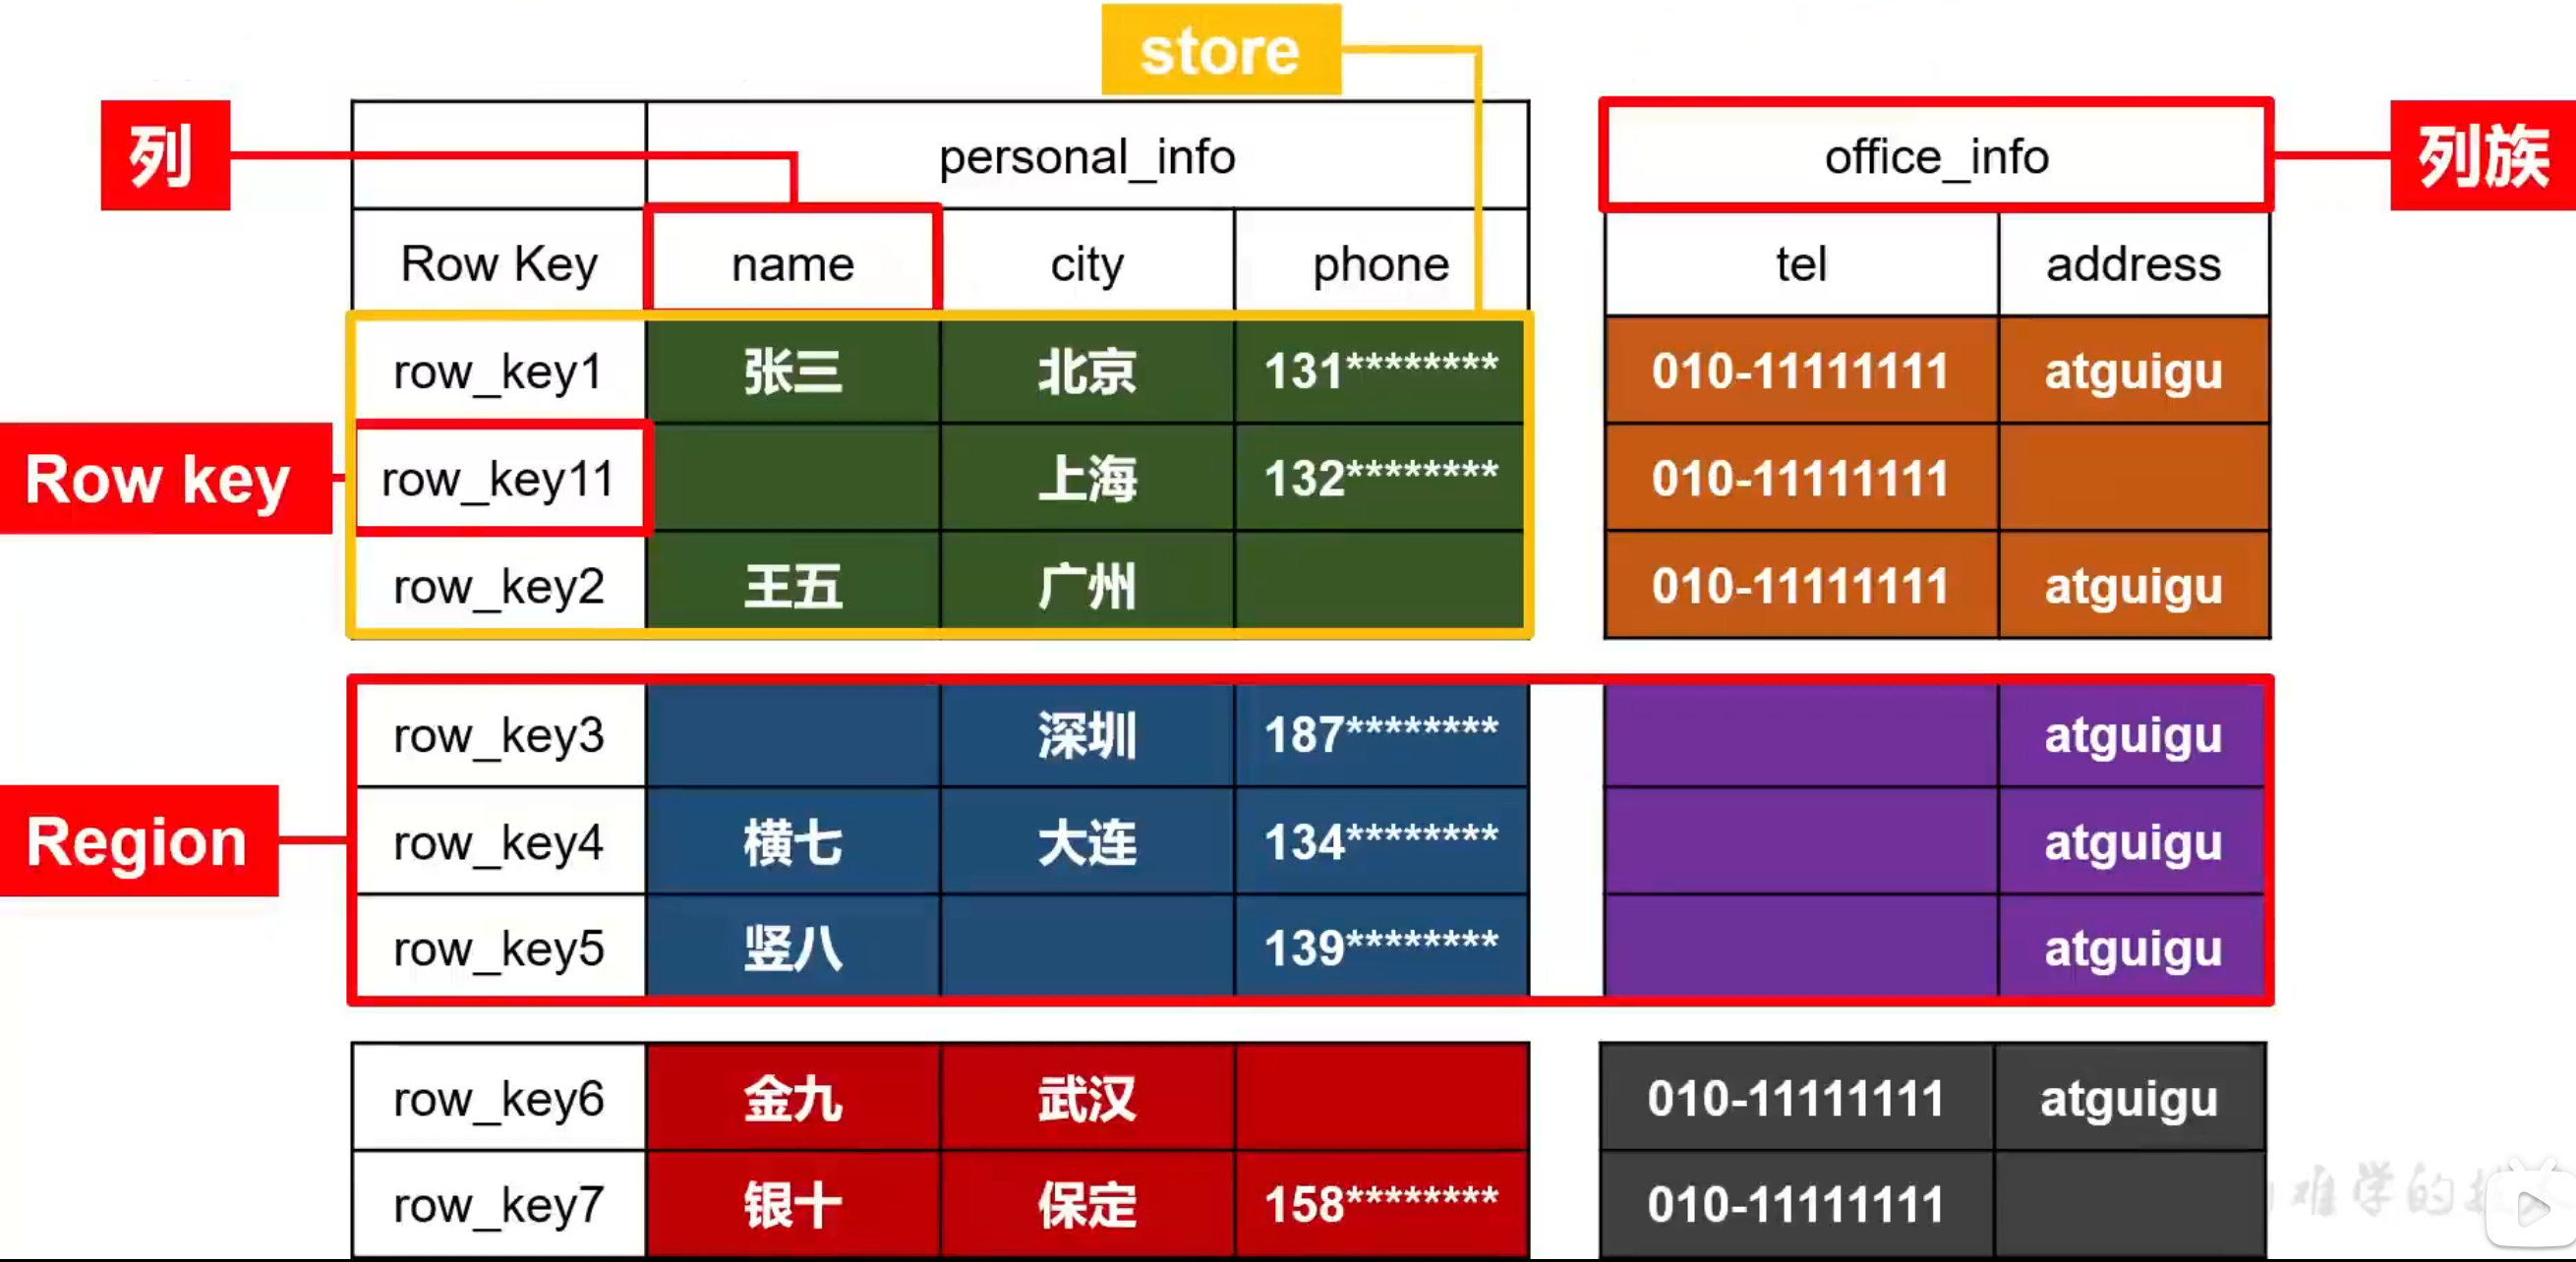 store
列 personal_info office_info 列族
Row Key name city phone tel address
row_key1 张三 北京 131******** 010-11111111 atguigu
Row key row_key11 上海 132******** 010-11111111
row_key2 王五 广州 010-11111111 atguigu
row_key3 深圳 187******** atguigu
Region row_key4 横七 大连 134******** atguigu
row_key5 竖八 139******** atguigu
row_key6 金九 武汉 010-11111111 atguigu
row_key7 银十 保定 158******** 010-11111111
难学的技